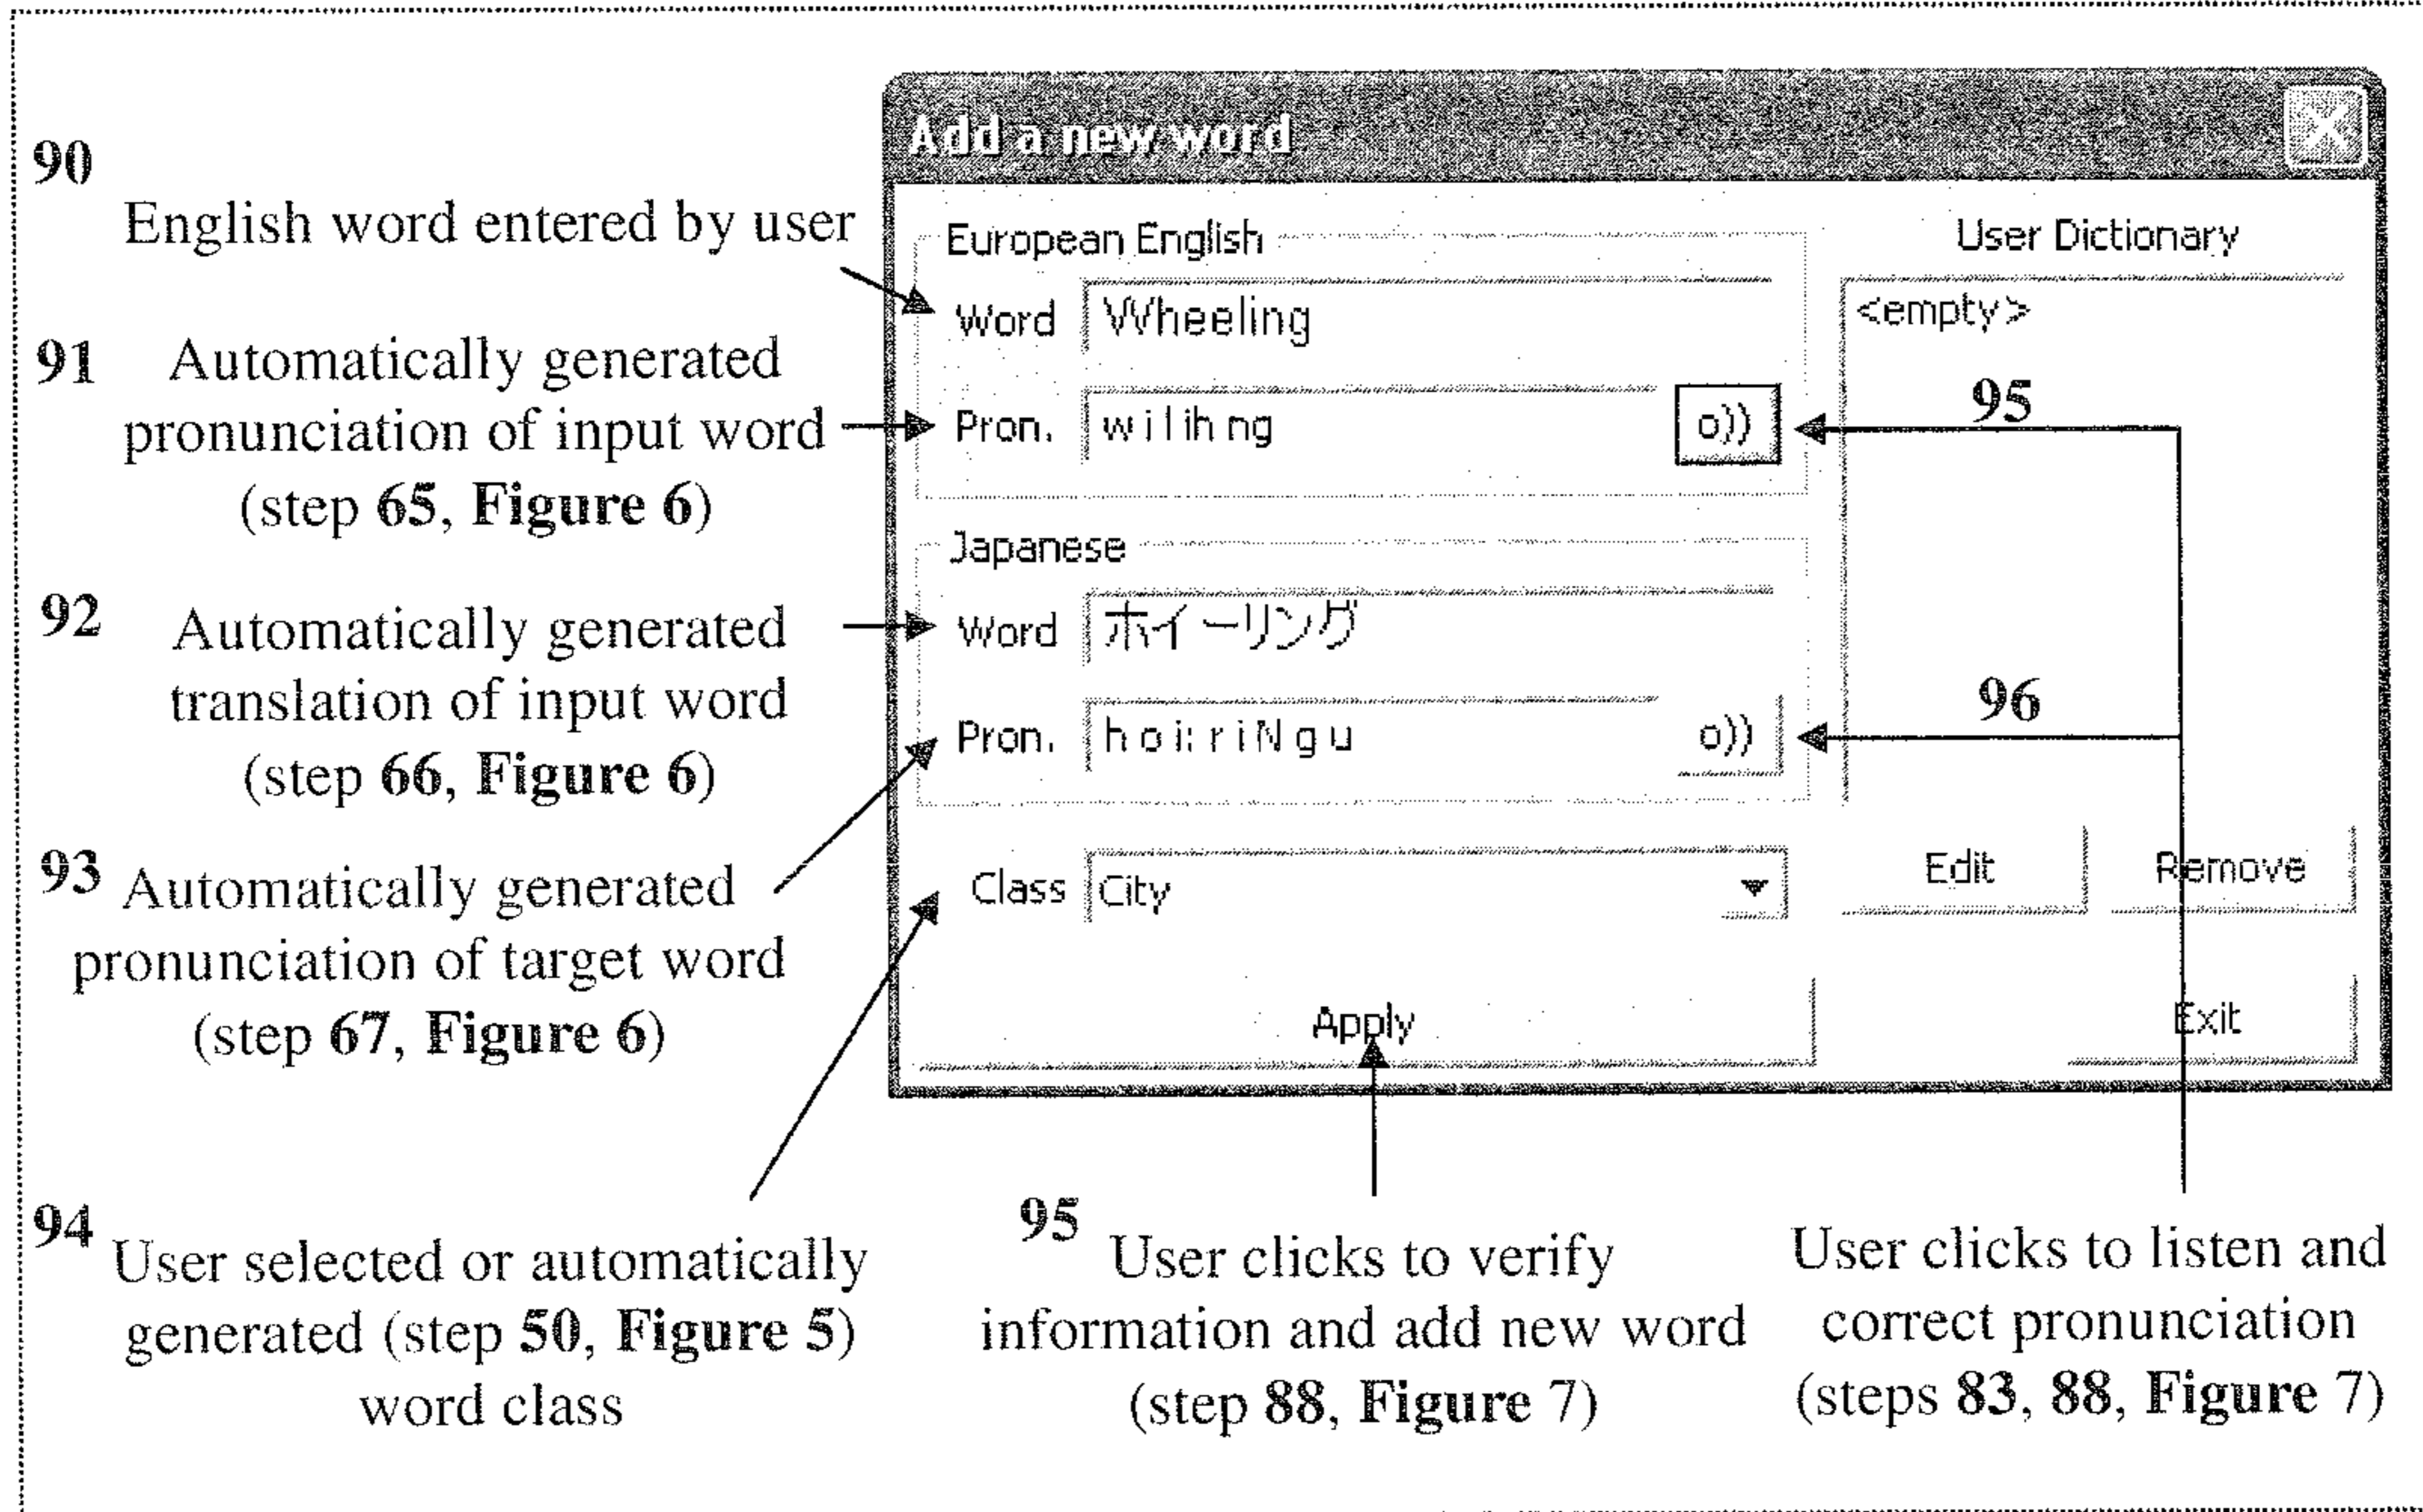 90
English word entered by user
91
Automatically generated
pronunciation of input word
(step 65, Figure 6)
92
Automatically generated
translation of input word
(step 66, Figure 6)
93
Automatically generated
pronunciation of target word
(step 67, Figure 6)
94
User selected or automatically
generated (step 50, Figure 5)
word class
Add a new word
European English
Word Wheeling
Pron. w i l ih ng o))
Japanese
Word ホイーリング
Pron. h o i: r i N g u o))
Class City
Apply
User Dictionary
<empty>
95
96
Edit Remove
Exit
95
User clicks to verify
information and add new word
(step 88, Figure 7)
User clicks to listen and
correct pronunciation
(steps 83, 88, Figure 7)